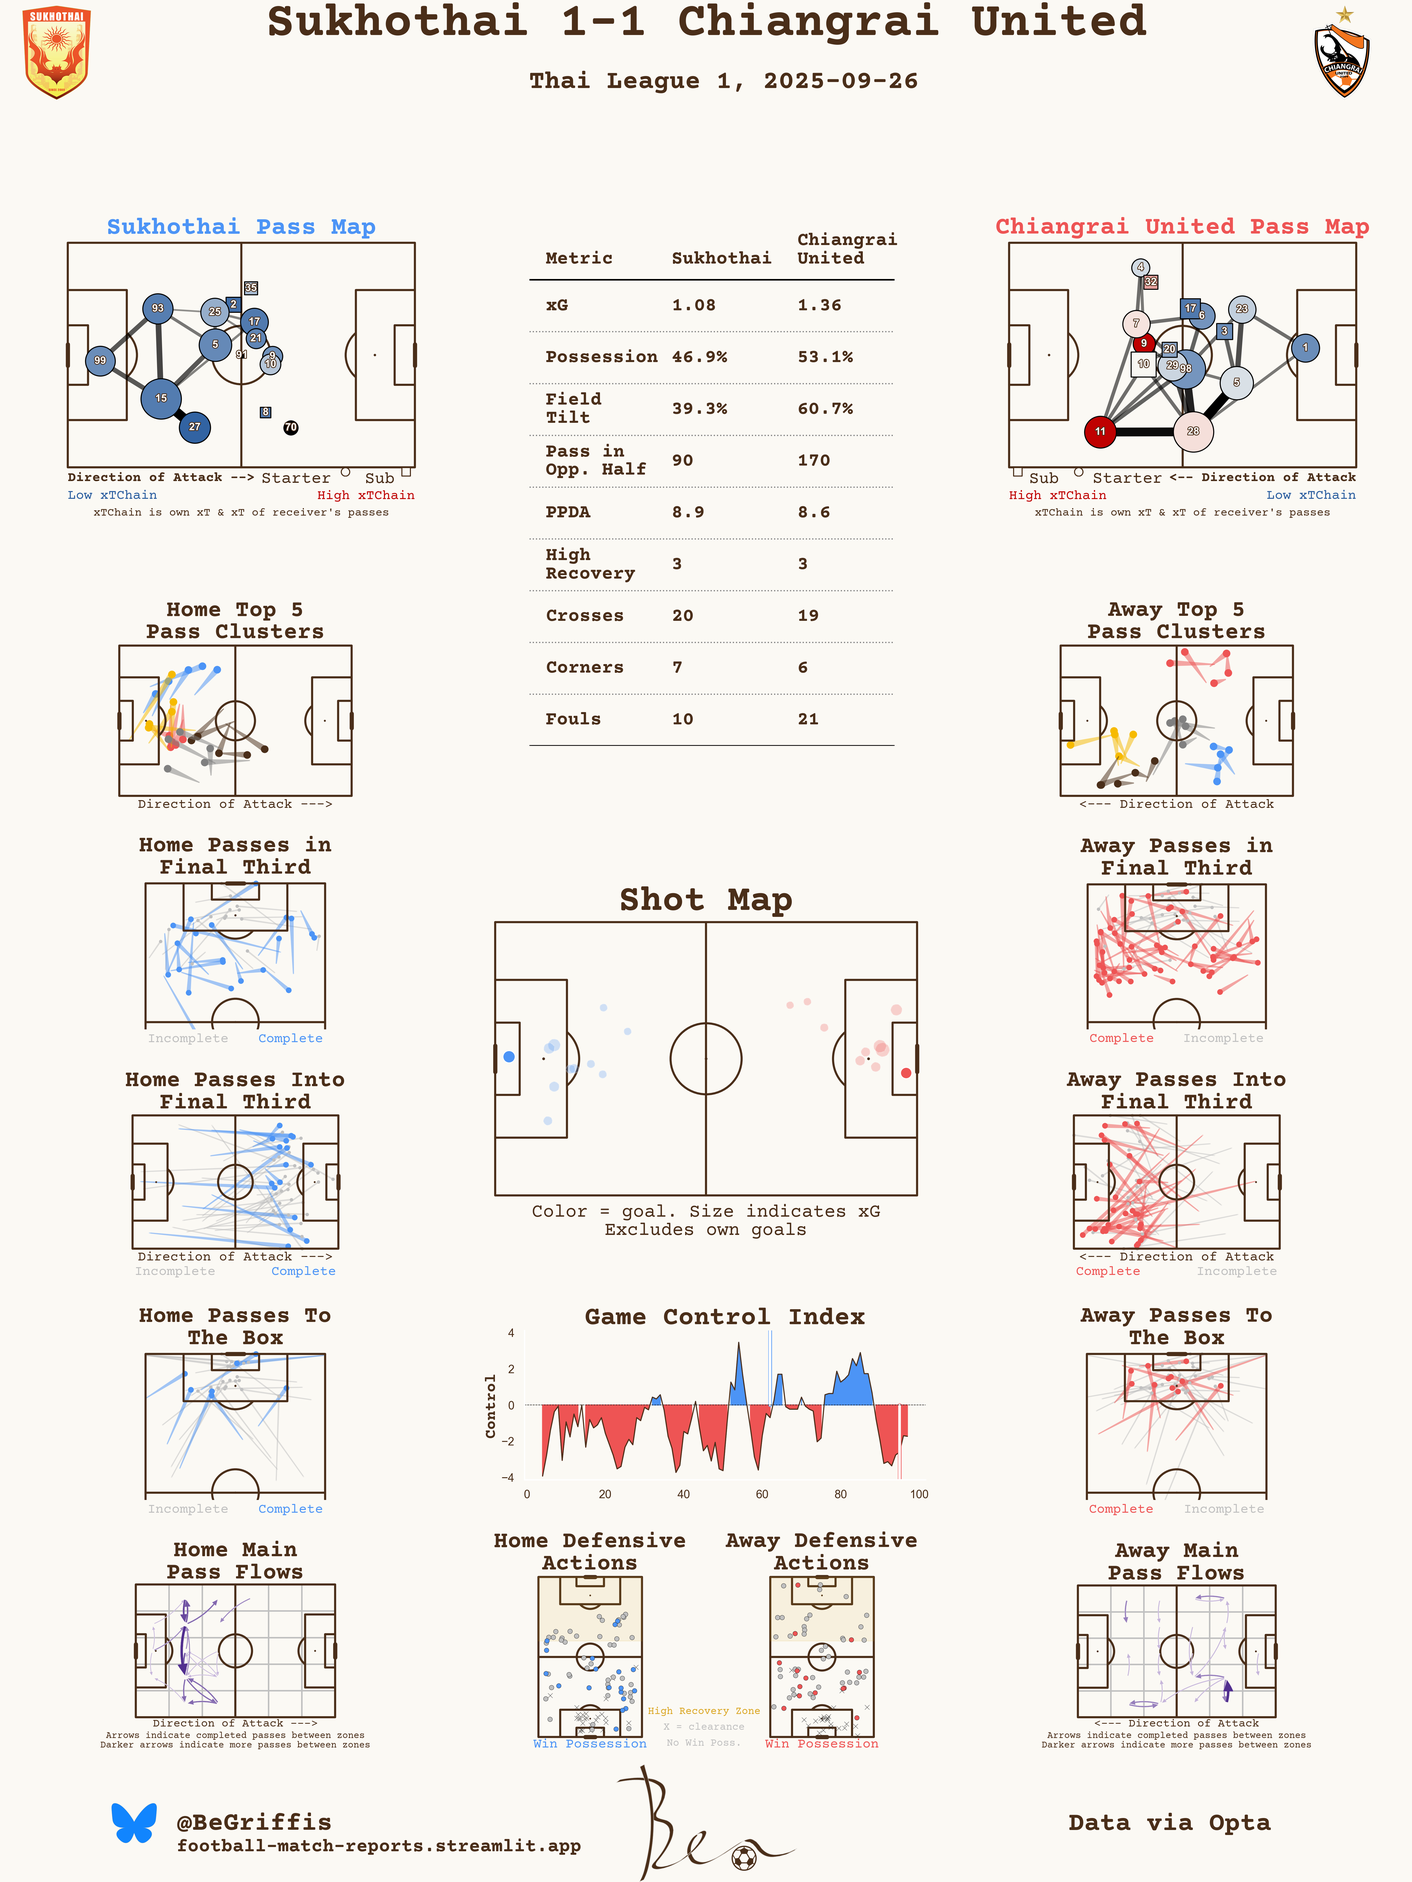 Sukhothai 1-1 Chiangrai United
Thai League 1, 2025-09-26
SUKHOTHAI
CHIANGRAI
UNITED
Sukhothai Pass Map
93
25
2
35
17
21
5
91
9
10
99
15
27
8
70
Direction of Attack --> Starter Sub
Low xTChain High xTChain
xTChain is own xT & xT of receiver's passes
Metric Sukhothai Chiangrai United
xG 1.08 1.36
Possession 46.9% 53.1%
Field Tilt 39.3% 60.7%
Pass in Opp. Half 90 170
PPDA 8.9 8.6
High Recovery 3 3
Crosses 20 19
Corners 7 6
Fouls 10 21
Chiangrai United Pass Map
4
32
7
17
6
23
3
9
20
1
10
29
98
5
11
28
Sub Starter <-- Direction of Attack
High xTChain Low xTChain
xTChain is own xT & xT of receiver's passes
Home Top 5
Pass Clusters
Direction of Attack --->
Away Top 5
Pass Clusters
<--- Direction of Attack
Home Passes in
Final Third
Incomplete Complete
Shot Map
Color = goal. Size indicates xG
Excludes own goals
Away Passes in
Final Third
Complete Incomplete
Home Passes Into
Final Third
Direction of Attack --->
Incomplete Complete
Away Passes Into
Final Third
<--- Direction of Attack
Complete Incomplete
Home Passes To
The Box
Incomplete Complete
Game Control Index
Control
4
2
0
−2
−4
0 20 40 60 80 100
Away Passes To
The Box
Complete Incomplete
Home Main
Pass Flows
Direction of Attack --->
Arrows indicate completed passes between zones
Darker arrows indicate more passes between zones
Home Defensive
Actions
Win Possession
Away Defensive
Actions
Win Possession
High Recovery Zone
X = clearance
No Win Poss.
Away Main
Pass Flows
<--- Direction of Attack
Arrows indicate completed passes between zones
Darker arrows indicate more passes between zones
@BeGriffis
football-match-reports.streamlit.app
Ben
Data via Opta